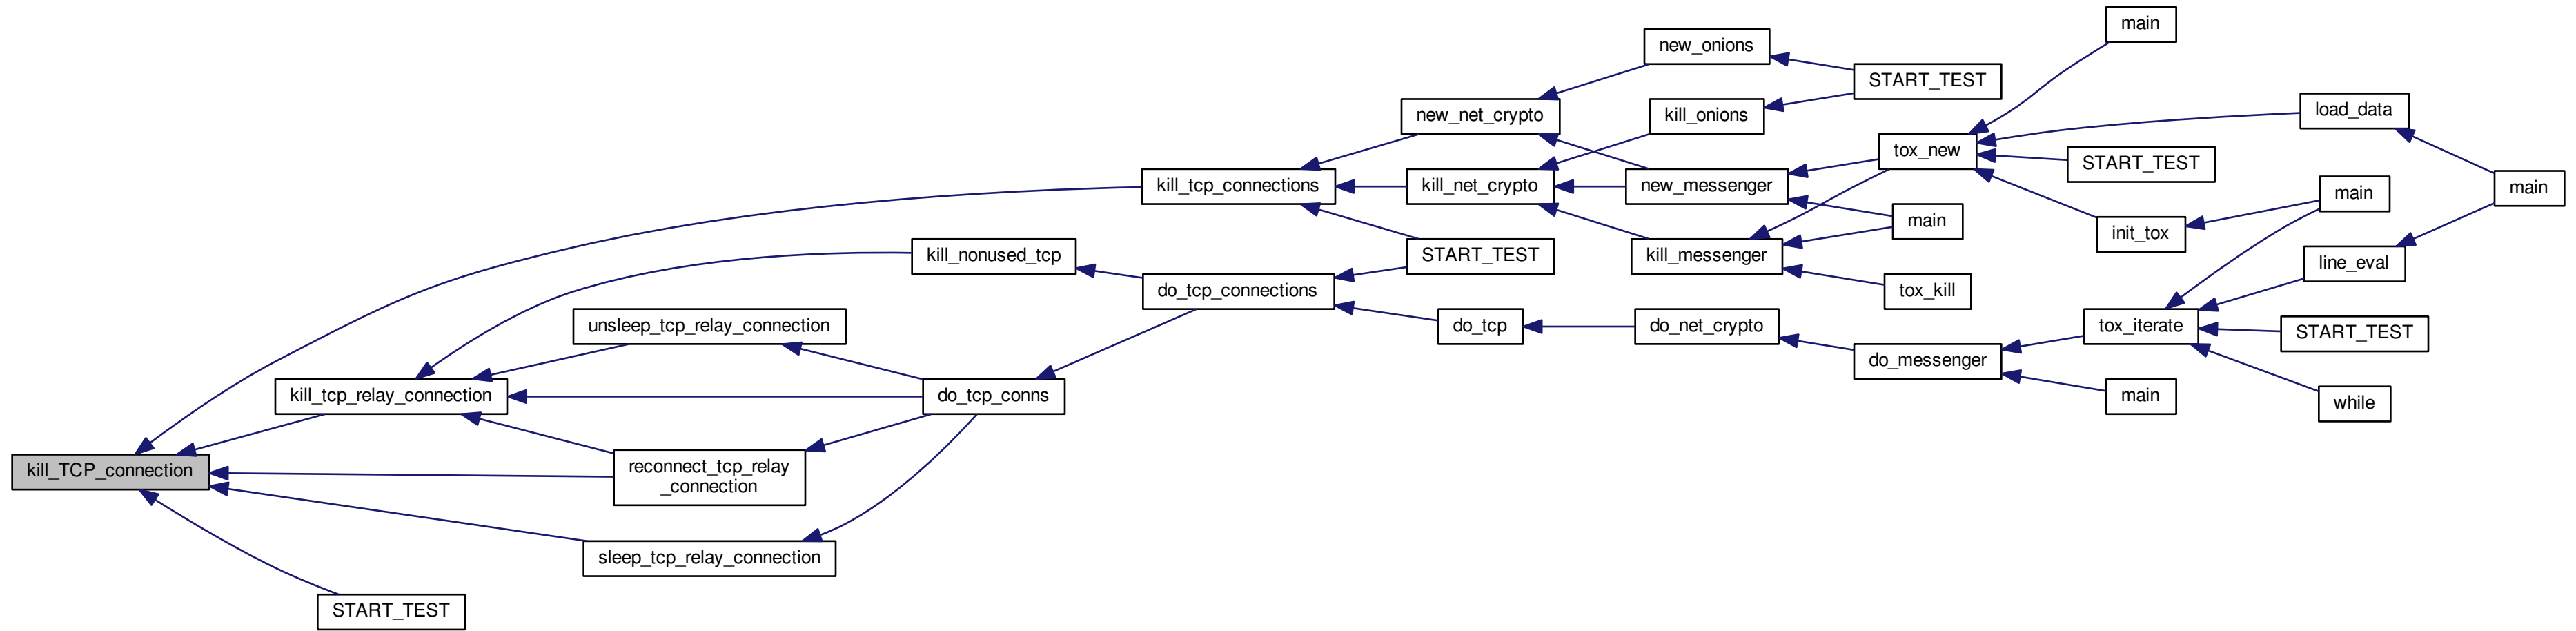 main
new_onions
START_TEST
load_data
kill_onions
new_net_crypto
tox_new
START_TEST
kill_tcp_connections
kill_net_crypto
new_messenger
main
main
main
init_tox
kill_nonused_tcp
START_TEST
kill_messenger
line_eval
do_tcp_connections
tox_kill
unsleep_tcp_relay_connection
do_tcp
do_net_crypto
tox_iterate
START_TEST
do_messenger
kill_tcp_relay_connection
do_tcp_conns
main
while
kill_TCP_connection
reconnect_tcp_relay
_connection
sleep_tcp_relay_connection
START_TEST